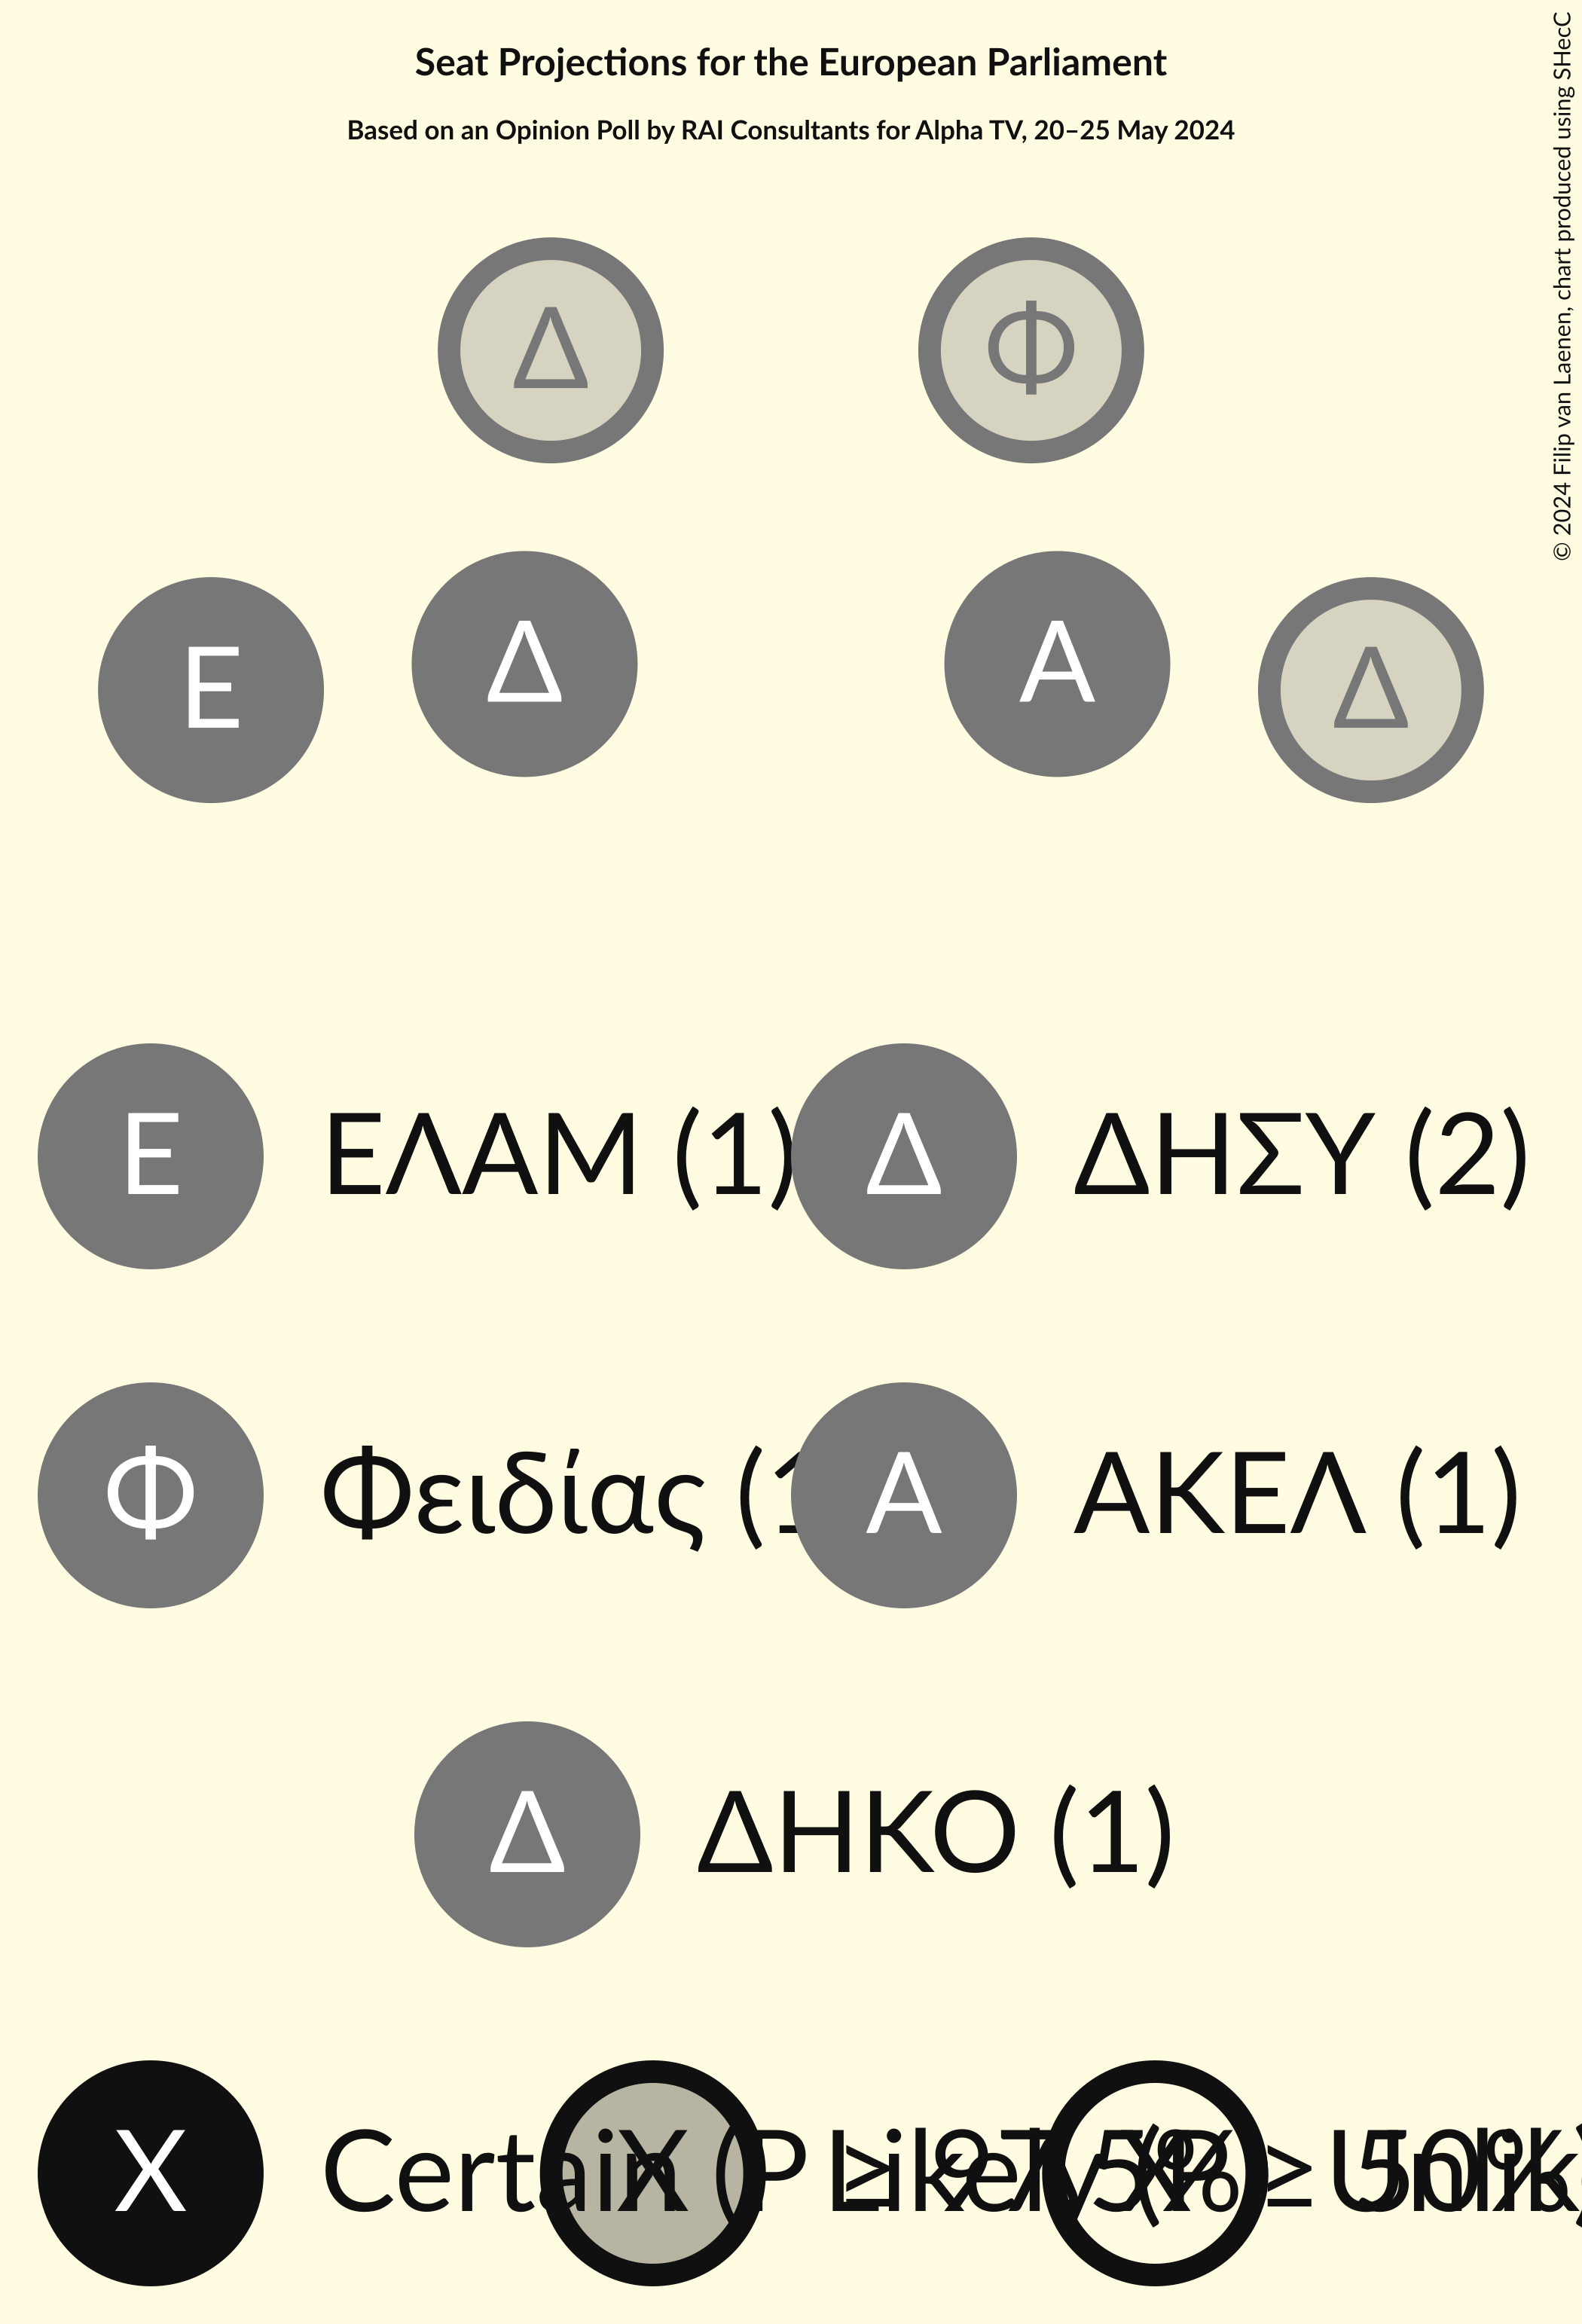 Seat Projections for the European Parliament
Based on an Opinion Poll by RAI Consultants for Alpha TV, 20–25 May 2024
© 2024 Filip van Laenen, chart produced using SHecC
Δ Φ
Ε Δ Α Δ
Ε ΕΛΑΜ (1) Δ ΔΗΣΥ (2)
Φ Φειδίας (1 Α ΑΚΕΛ (1)
Δ ΔΗΚΟ (1)
X Certain (P ≥ 97.5%) X Likely (P ≥ 50%) X